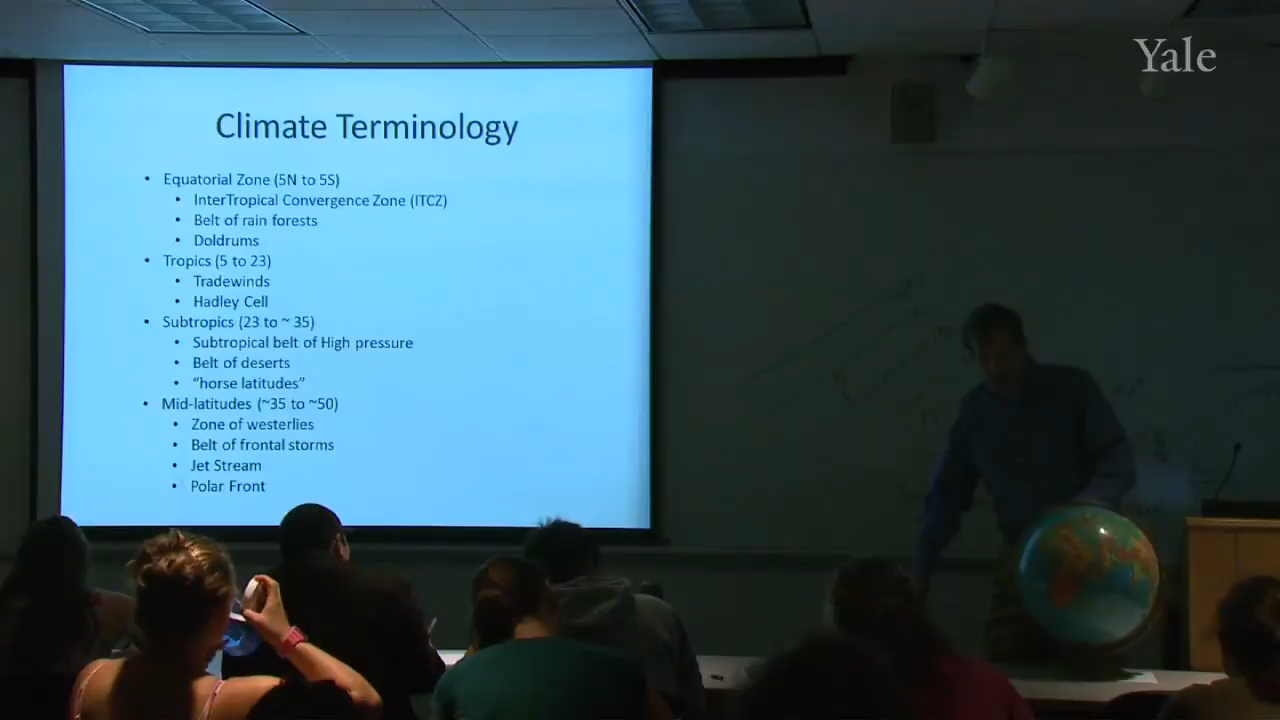 Yale
Climate Terminology
• Equatorial Zone (5N to 5S)
• InterTropical Convergence Zone (ITCZ)
• Belt of rain forests
• Doldrums
• Tropics (5 to 23)
• Tradewinds
• Hadley Cell
• Subtropics (23 to ~ 35)
• Subtropical belt of High pressure
• Belt of deserts
• "horse latitudes"
• Mid-latitudes (~35 to ~50)
• Zone of westerlies
• Belt of frontal storms
• Jet Stream
• Polar Front